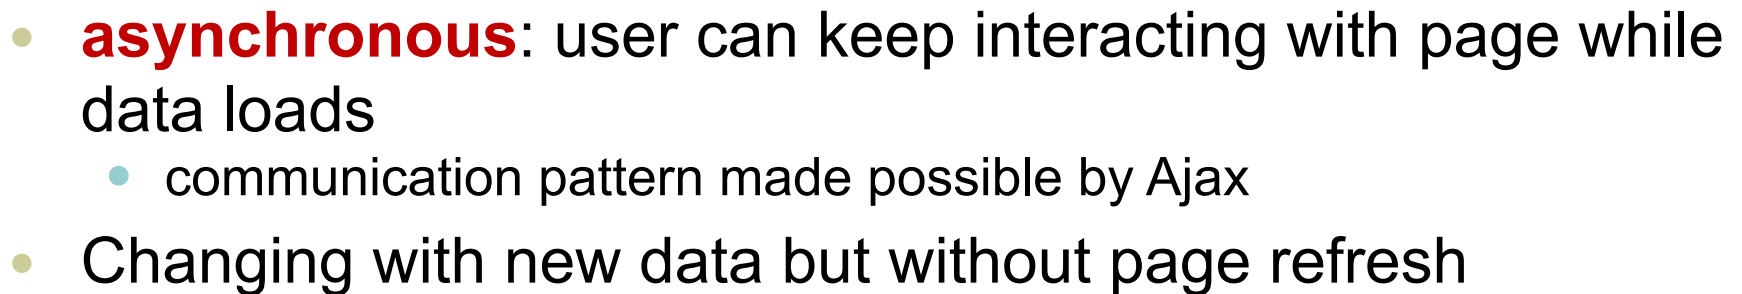 • asynchronous: user can keep interacting with page while
data loads
• communication pattern made possible by Ajax
• Changing with new data but without page refresh